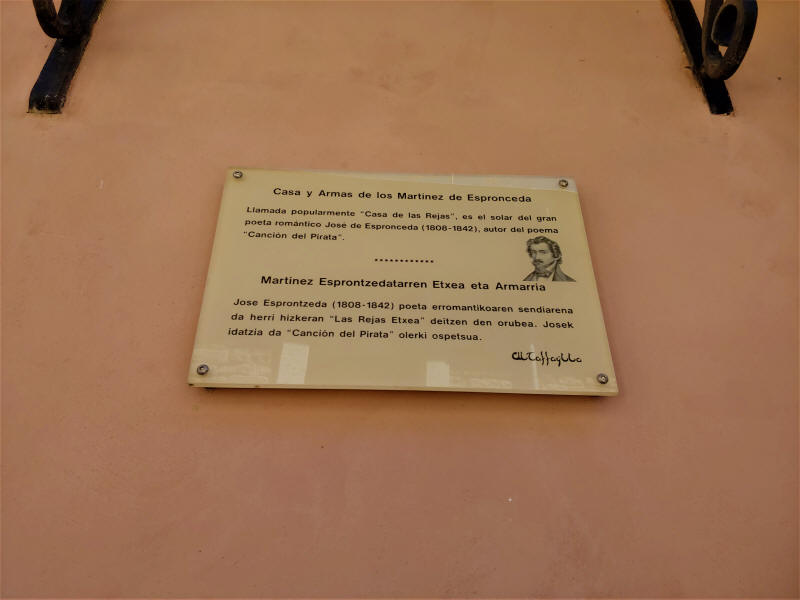 Casa y Armas de los Martinez de Espronceda
Llamada popularmente "Casa de las Rejas", es el solar del gran
poeta romántico José de Espronceda (1808-1842), autor del poema
"Canción del Pirata".
************
Martinez Esprontzedatarren Etxea eta Armarria
Jose Esprontzeda (1808-1842) poeta erromantikoaren sendiarena
da herri hizkeran "Las Rejas Etxea" deitzen den orubea. Josek
idatzia da "Canción del Pirata" olerki ospetsua.
Altaffaylla